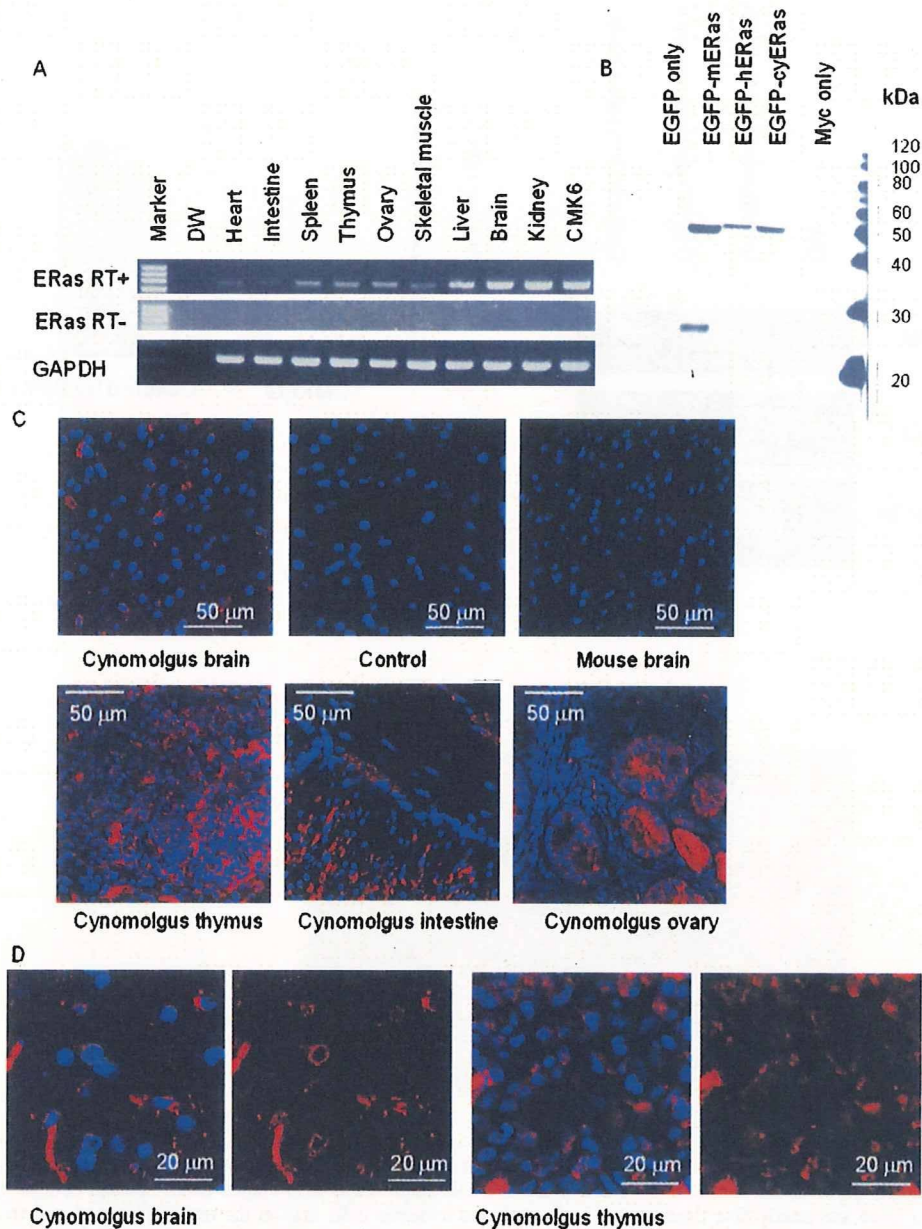 A
Marker
DW
Heart
Intestine
Spleen
Thymus
Ovary
Skeletal muscle
Liver
Brain
Kidney
CMK6
ERas RT+
ERas RT-
GAPDH
B
EGFP only
EGFP-mERas
EGFP-hERas
EGFP-cyERas
Myc only
kDa
120
100
80
60
50
40
30
20
C
50 μm
50 μm
50 μm
Cynomolgus brain
Control
Mouse brain
50 μm
50 μm
50 μm
Cynomolgus thymus
Cynomolgus intestine
Cynomolgus ovary
D
20 μm
20 μm
20 μm
20 μm
Cynomolgus brain
Cynomolgus thymus